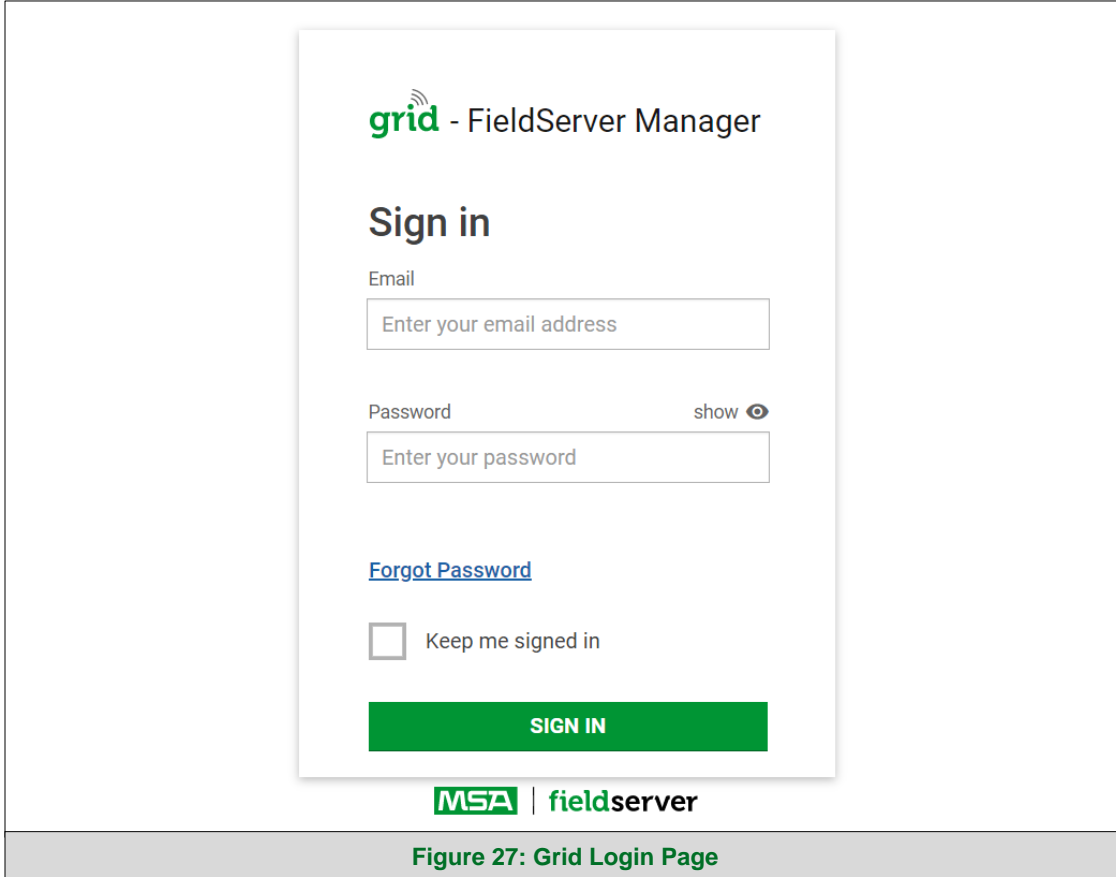 grid - FieldServer Manager
Sign in
Email
Enter your email address
Password show
Enter your password
Forgot Password
Keep me signed in
SIGN IN
MSA | fieldserver
Figure 27: Grid Login Page